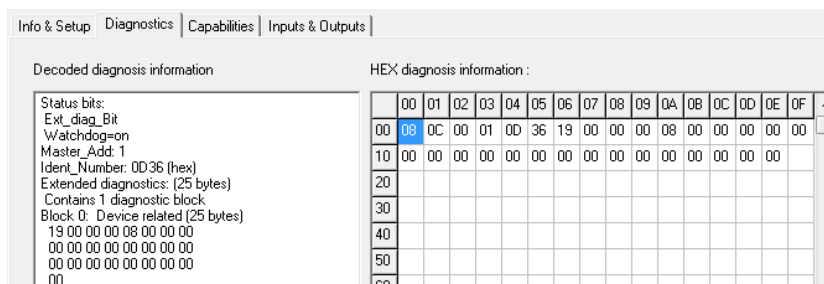 Info & Setup Diagnostics Capabilities Inputs & Outputs
Decoded diagnosis information
Status bits:
Ext_diag_Bit
Watchdog=on
Master_Add: 1
Ident_Number: 0D36 (hex)
Extended diagnostics: (25 bytes)
Contains 1 diagnostic block
Block 0: Device related (25 bytes)
19 00 00 00 08 00 00 00
00 00 00 00 00 00 00 00
00 00 00 00 00 00 00 00
00
HEX diagnosis information :
00 01 02 03 04 05 06 07 08 09 0A 0B 0C 0D 0E 0F
00 08 0C 00 01 0D 36 19 00 00 00 08 00 00 00 00 00
10 00 00 00 00 00 00 00 00 00 00 00 00 00 00 00
20
30
40
50
60